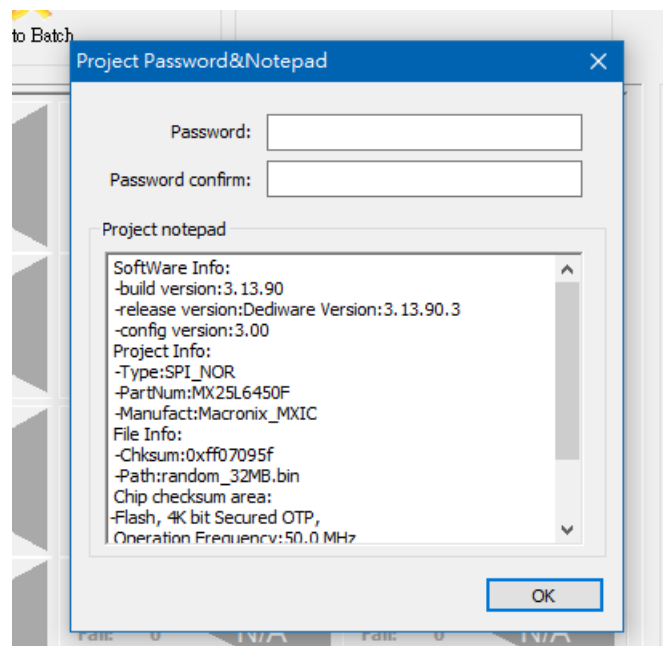 to Batch
Project Password&Notepad
Password:
Password confirm:
Project notepad
SoftWare Info:
-build version:3.13.90
-release version:Dediware Version:3.13.90.3
-config version:3.00
Project Info:
-Type:SPI_NOR
-PartNum:MX25L6450F
-Manufact:Macronix_MXIC
File Info:
-Chksum:0xff07095f
-Path:random_32MB.bin
Chip checksum area:
-Flash, 4K bit Secured OTP,
Operation Frequency:50.0 MHz
OK
Fail: 0 N/A Fail: 0 N/A